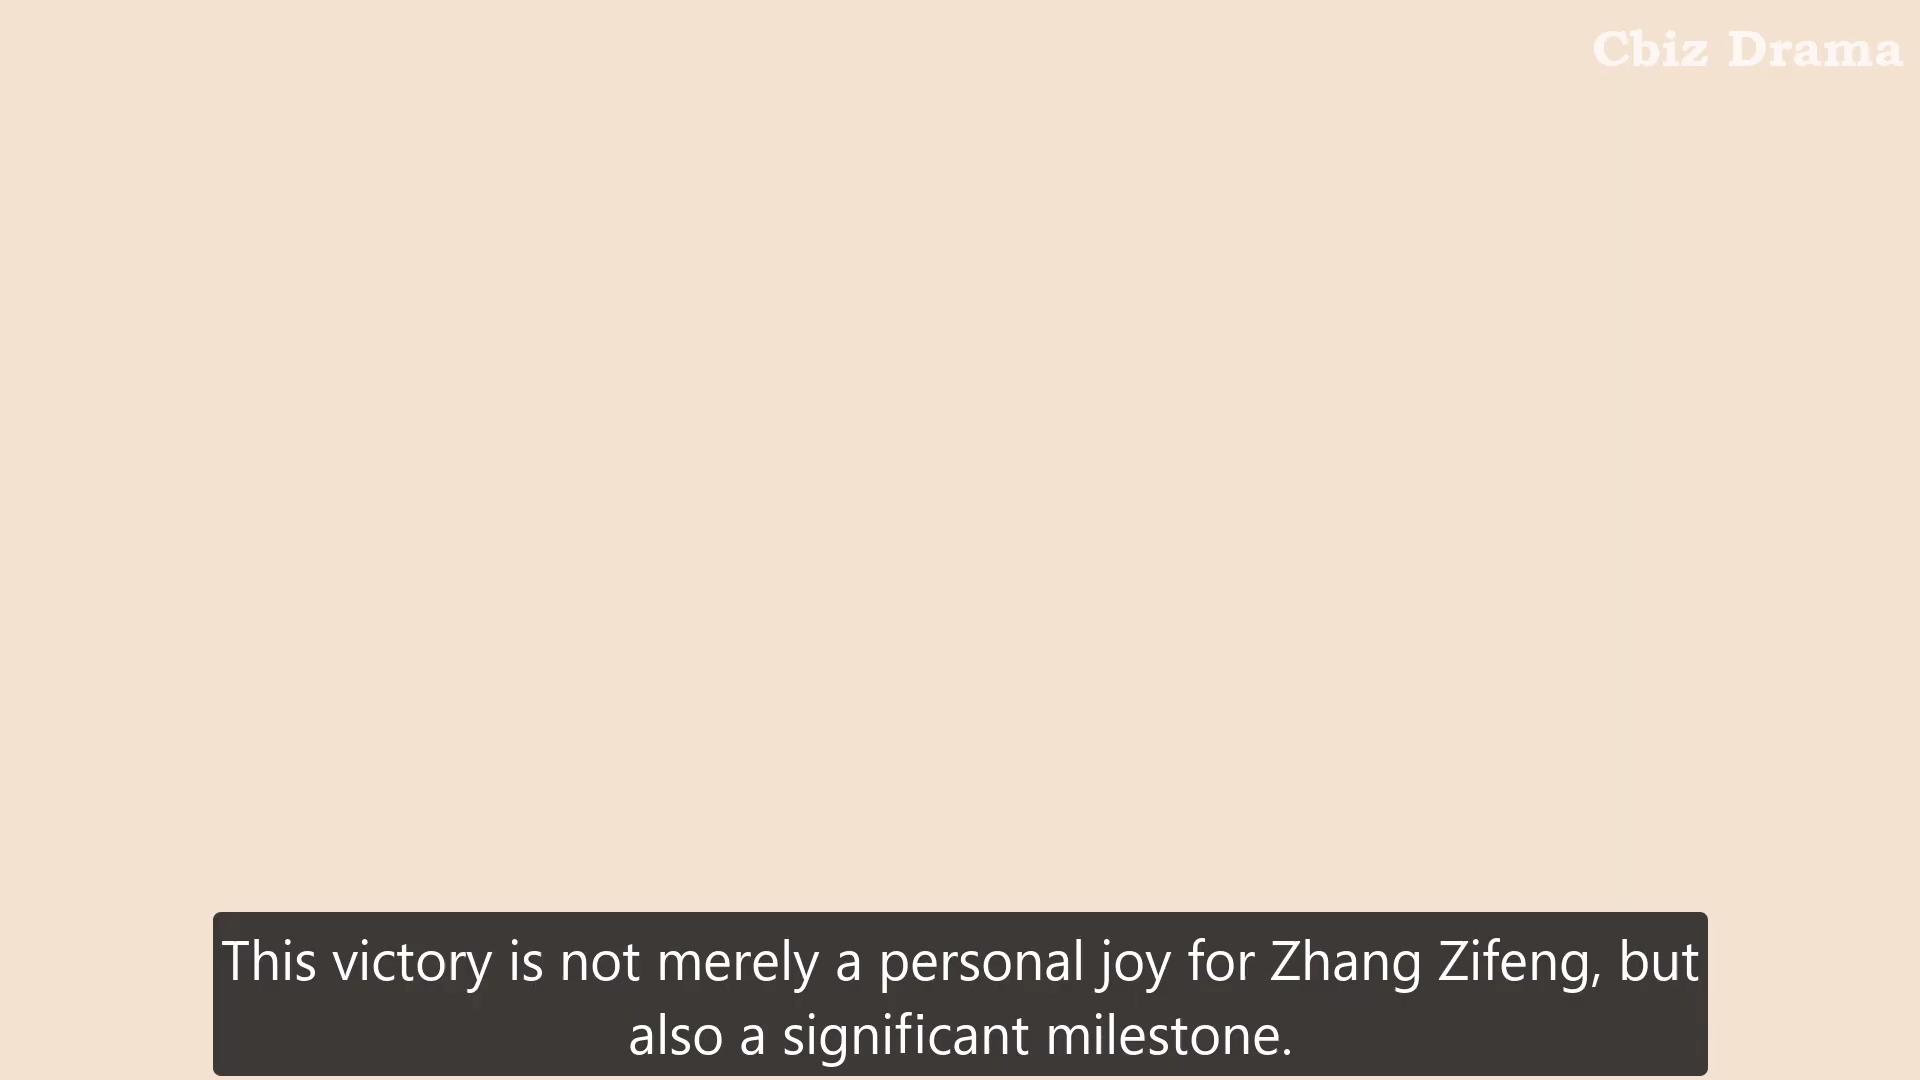 Cbiz Drama
This victory is not merely a personal joy for Zhang Zifeng, but
also a significant milestone.